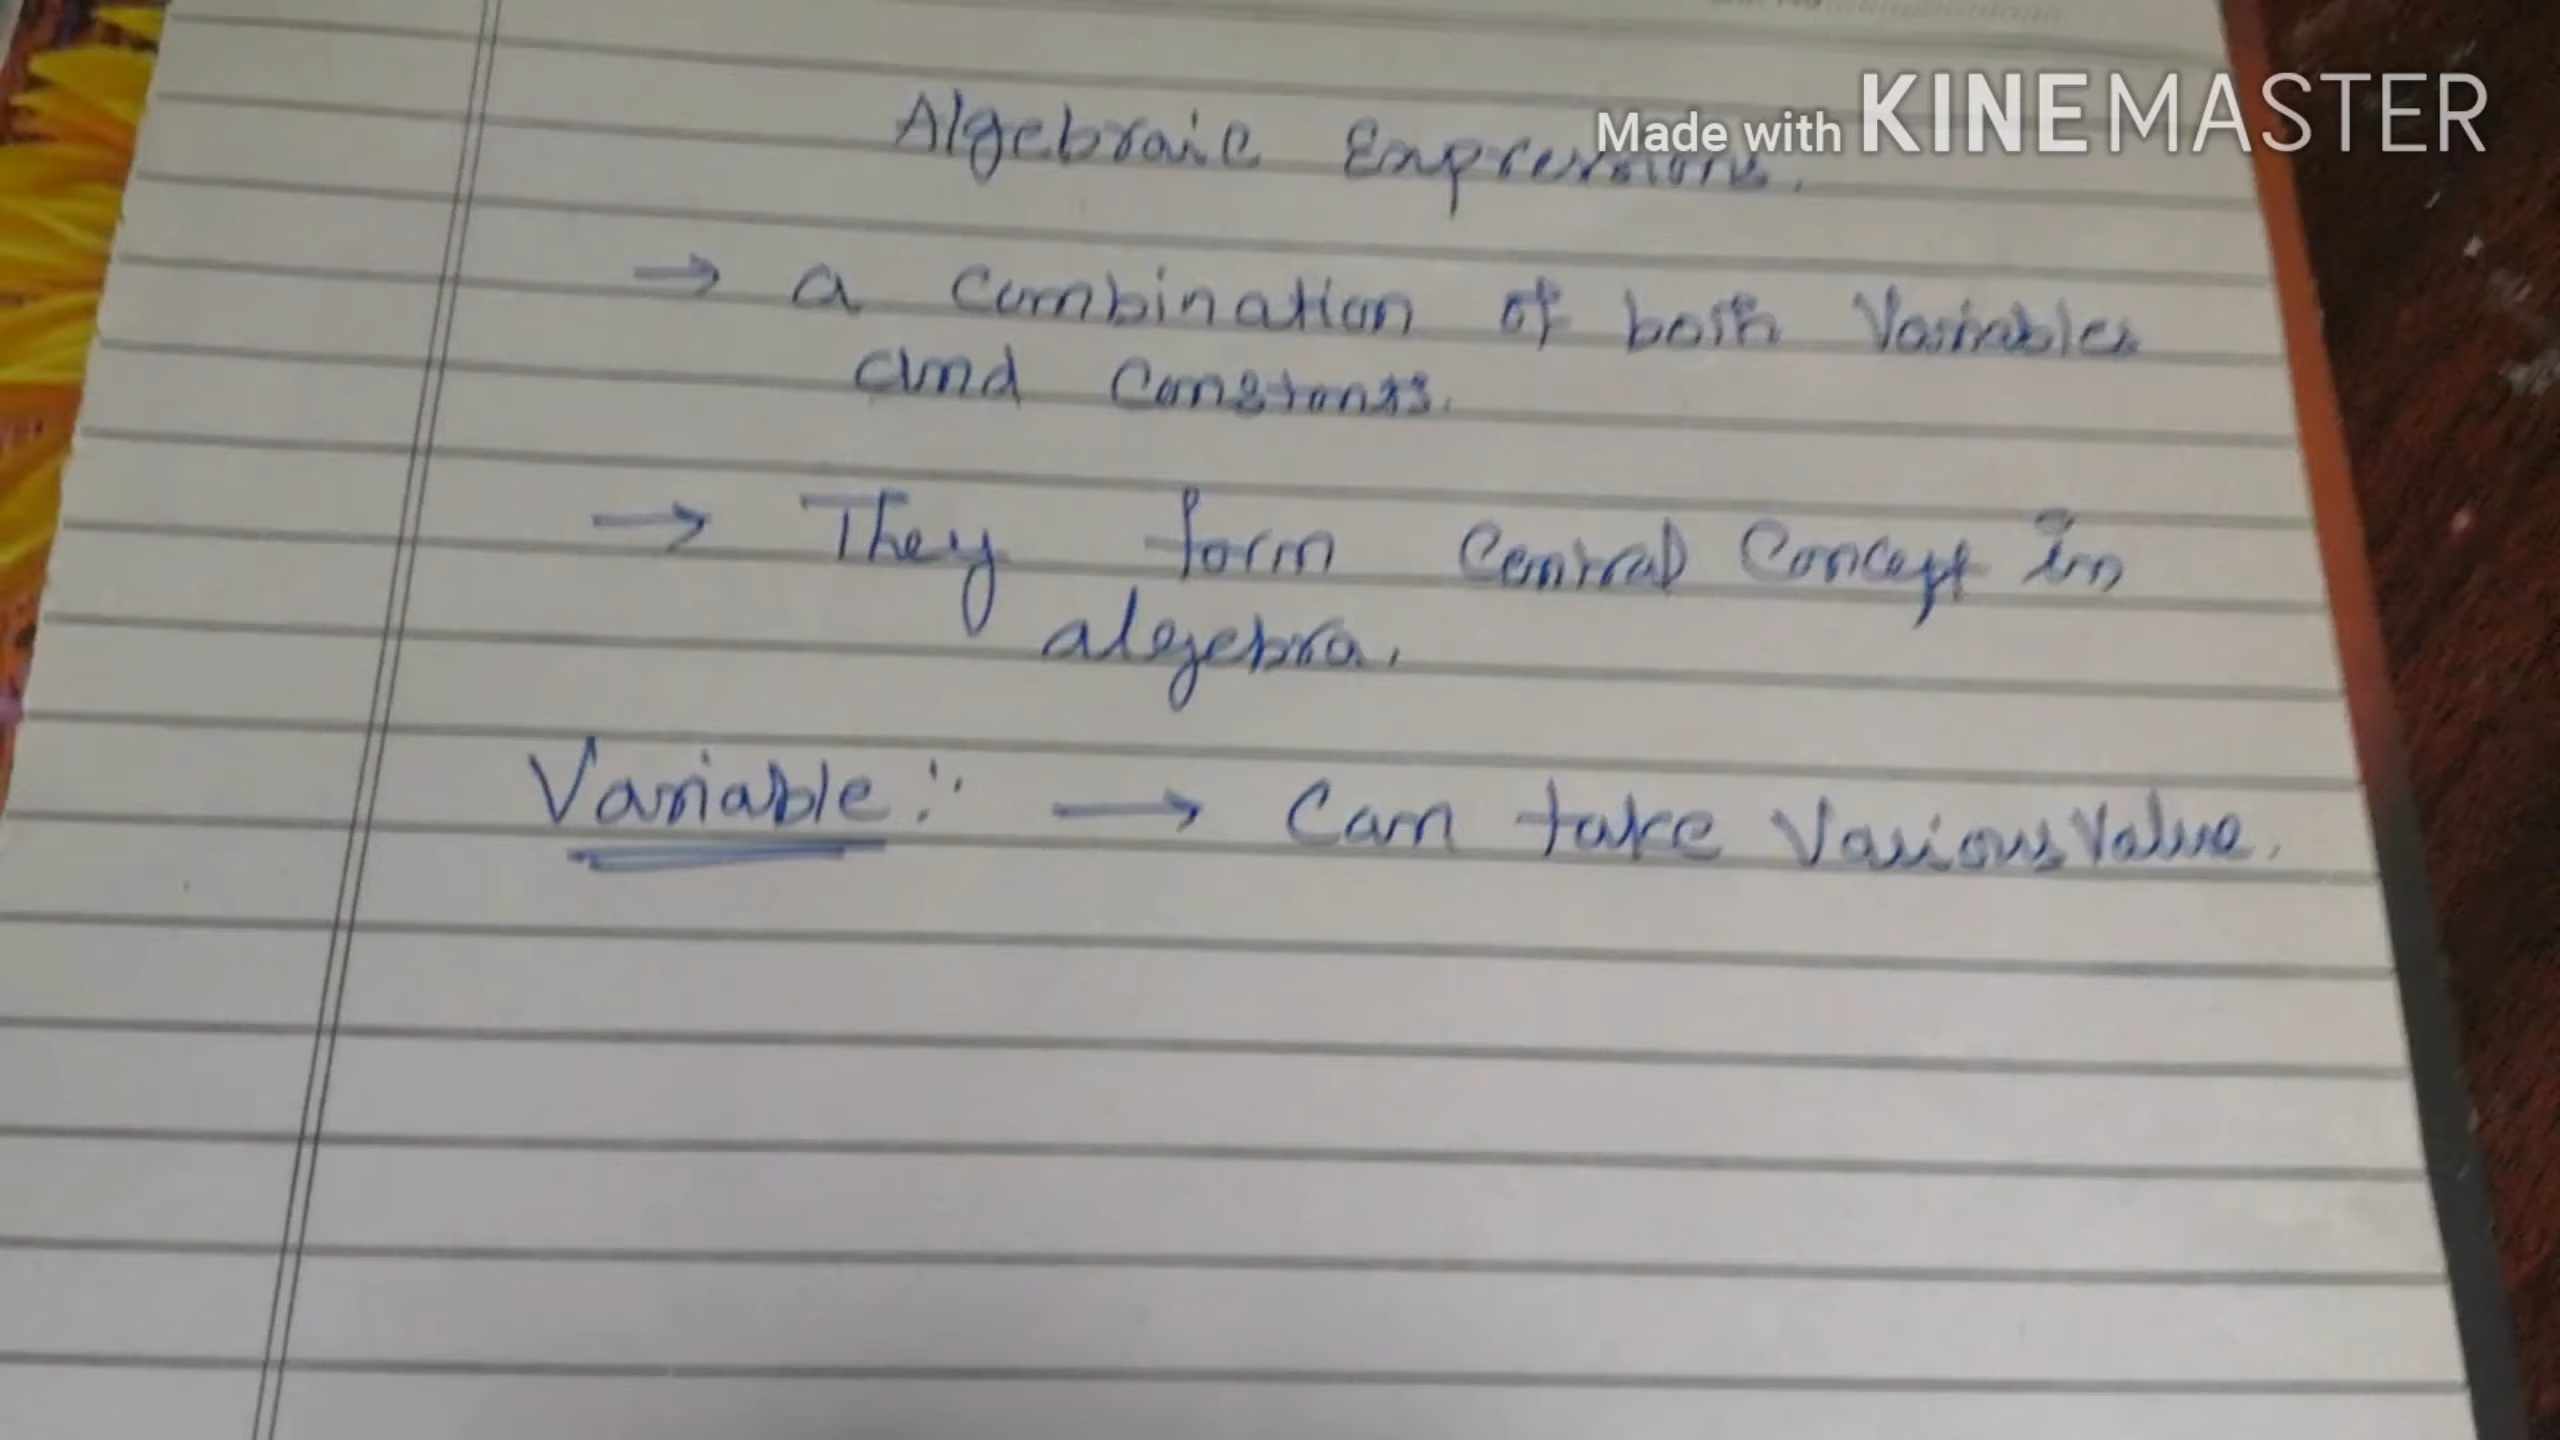 Made with KINEMASTER
Algebraic Expressions.
→ a combination of both Variables
and Constants.
→ They form Central Concept in
algebra.
Variable :- → Can take Various Value.